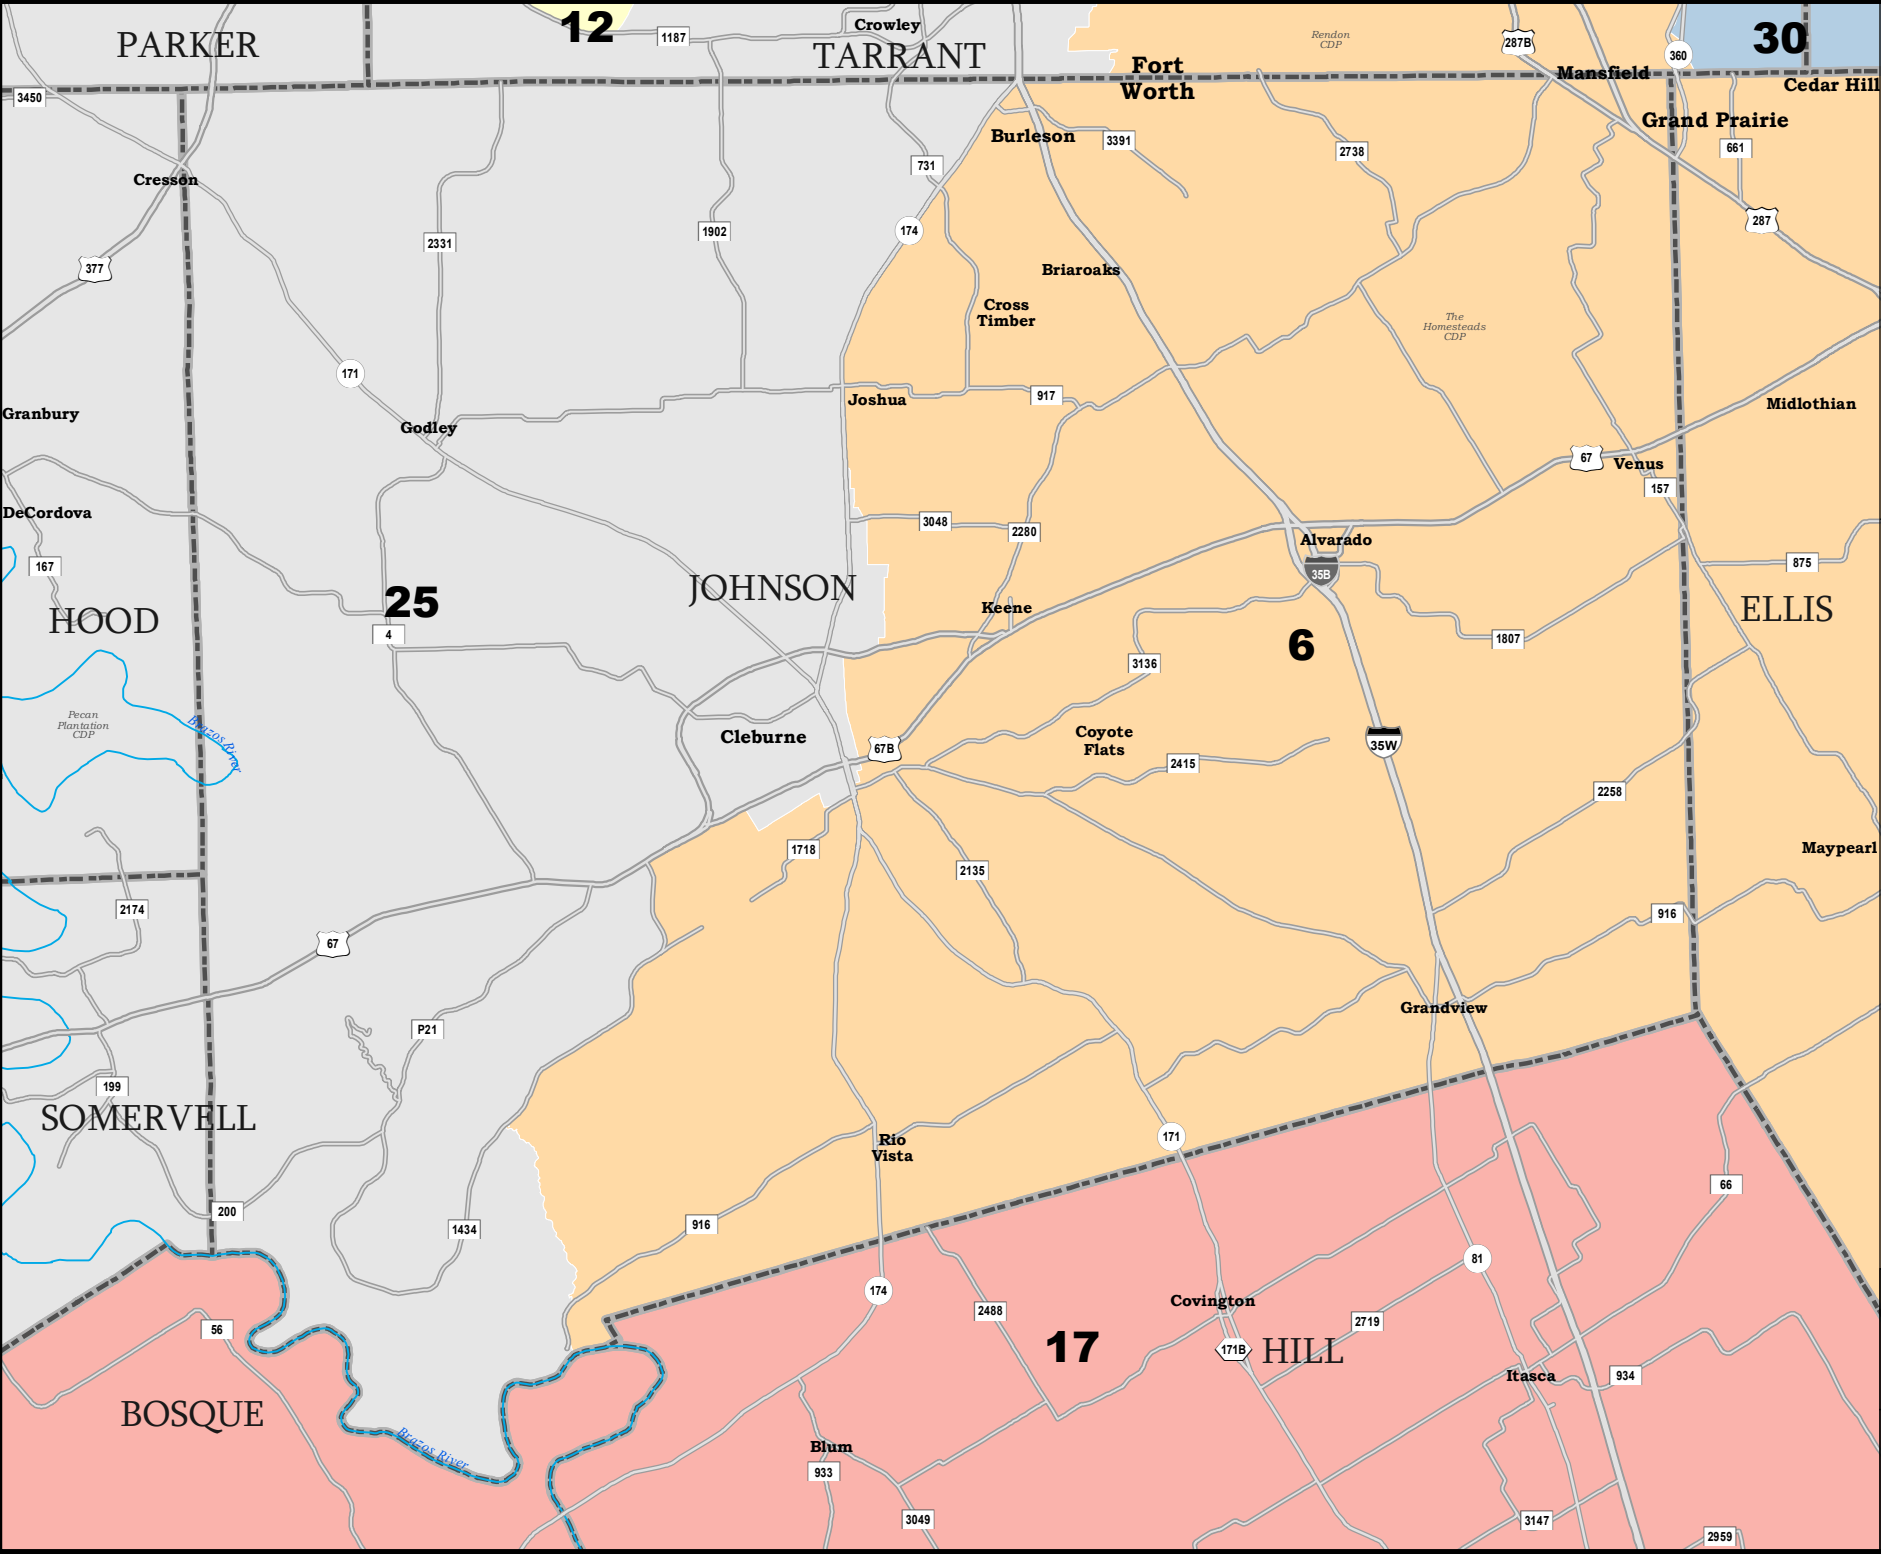 12
30
PARKER
1187
Crowley
TARRANT
Rendon
CDP
287B
360
Fort
Worth
Mansfield
Cedar Hill
3450
Burleson
3391
Grand Prairie
2738
661
731
Cresson
174
287
1902
2331
377
Briaroaks
Cross
Timber
The
Homesteads
CDP
171
917
Joshua
Midlothian
Granbury
Godley
67
Venus
157
DeCordova
3048
2280
Alvarado
875
167
35B
JOHNSON
25
Keene
ELLIS
HOOD
4
6
1807
3136
Pecan
Plantation
CDP
Brazos River
Cleburne
67B
Coyote
Flats
35W
2415
2258
1718
Maypearl
2135
2174
916
67
Grandview
P21
199
SOMERVELL
Rio
Vista
171
66
200
1434
916
81
174
Covington
2488
2719
56
17
171B
HILL
Itasca
934
BOSQUE
Brazos River
Blum
933
3049
3147
2959